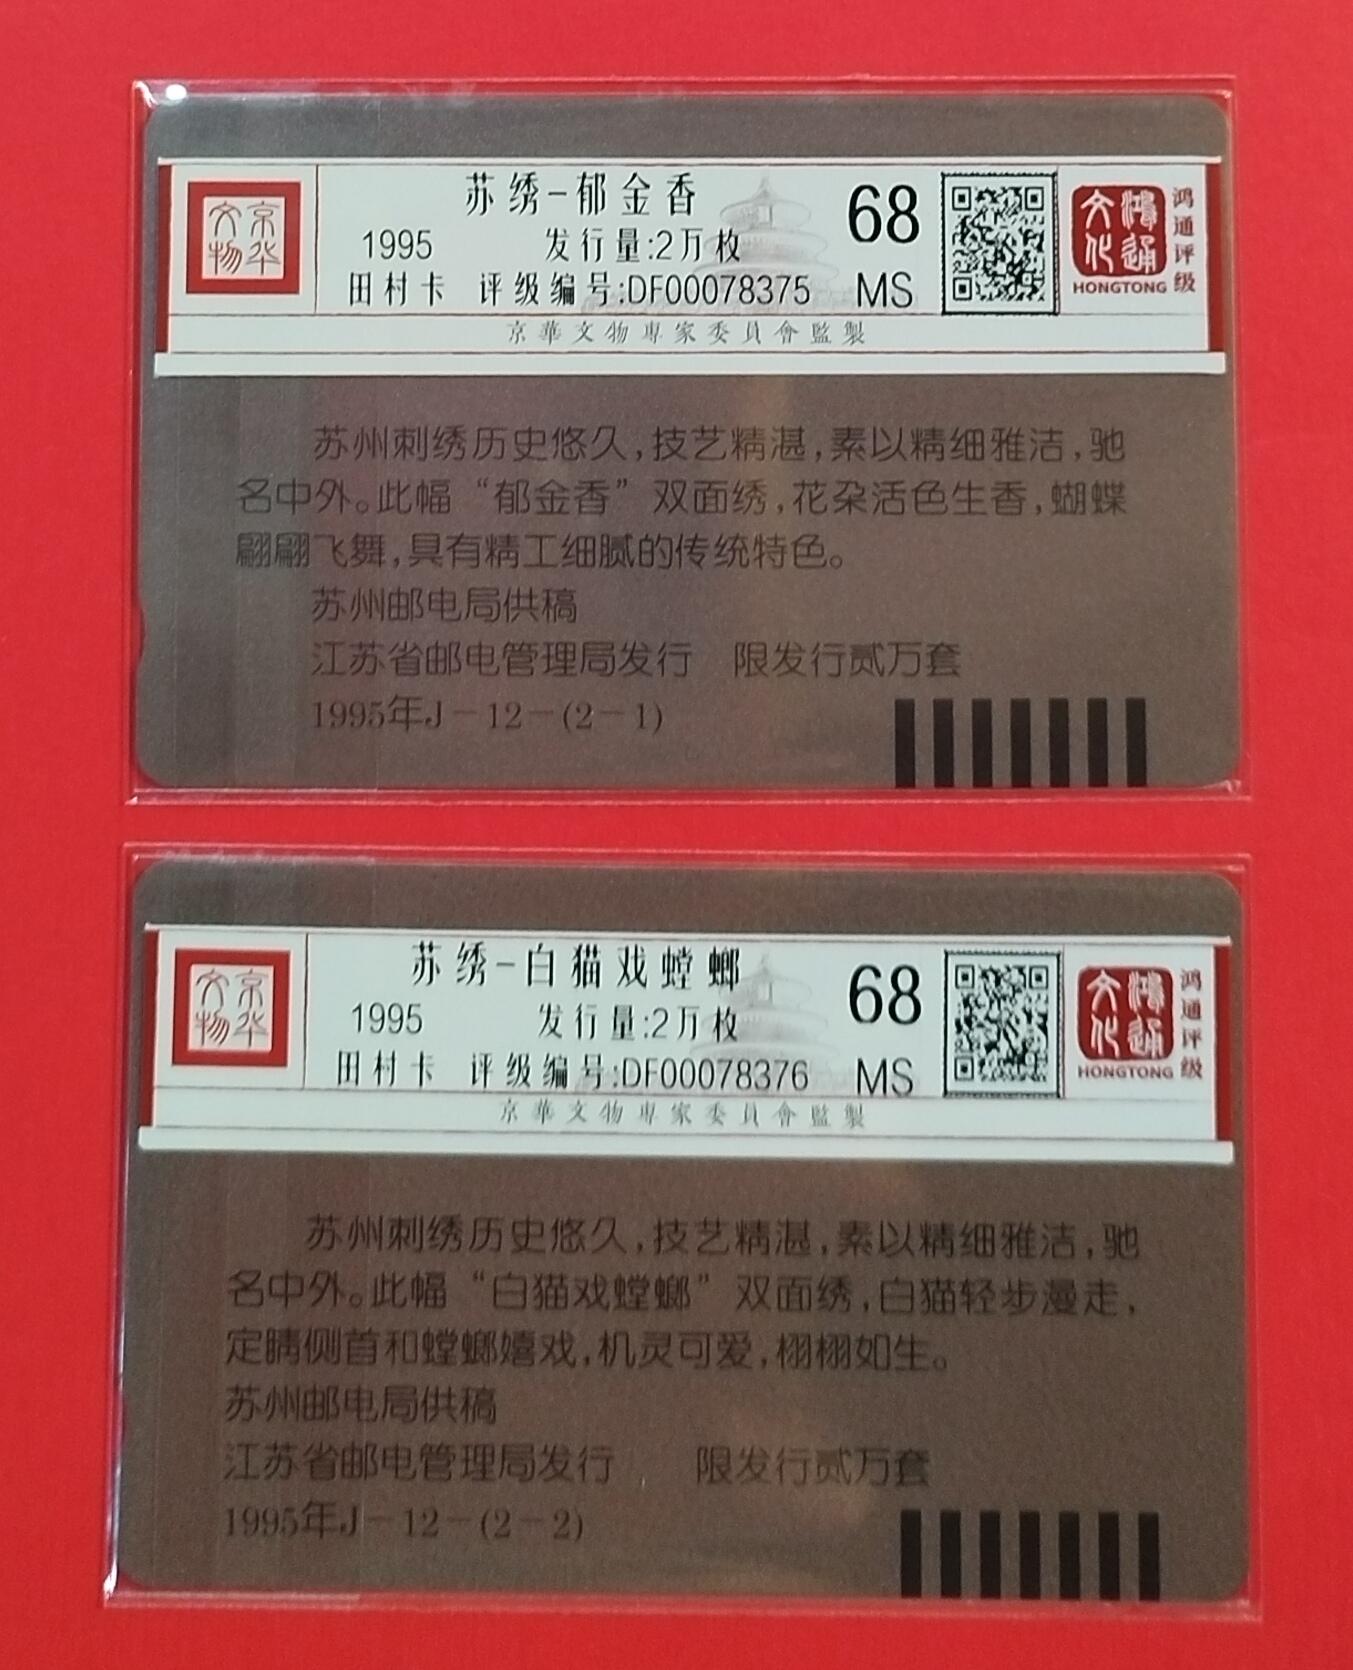 京华文物
苏绣-郁金香
1995 发行量:2万枚
田村卡 评级编号:DF00078375
68
MS
鸿通文化
HONGTONG
鸿通评级
京華文物專家委員會監製
苏州刺绣历史悠久,技艺精湛,素以精细雅洁,驰
名中外。此幅“郁金香”双面绣,花朵活色生香,蝴蝶
翩翩飞舞,具有精工细腻的传统特色。
苏州邮电局供稿
江苏省邮电管理局发行 限发行贰万套
1995年J-12-(2-1)
京华文物
苏绣-白猫戏螳螂
1995 发行量:2万枚
田村卡 评级编号:DF00078376
68
MS
鸿通文化
HONGTONG
鸿通评级
京華文物專家委員會監製
苏州刺绣历史悠久,技艺精湛,素以精细雅洁,驰
名中外。此幅“白猫戏螳螂”双面绣,白猫轻步漫走,
定睛侧首和螳螂嬉戏,机灵可爱,栩栩如生。
苏州邮电局供稿
江苏省邮电管理局发行 限发行贰万套
1995年J-12-(2-2)